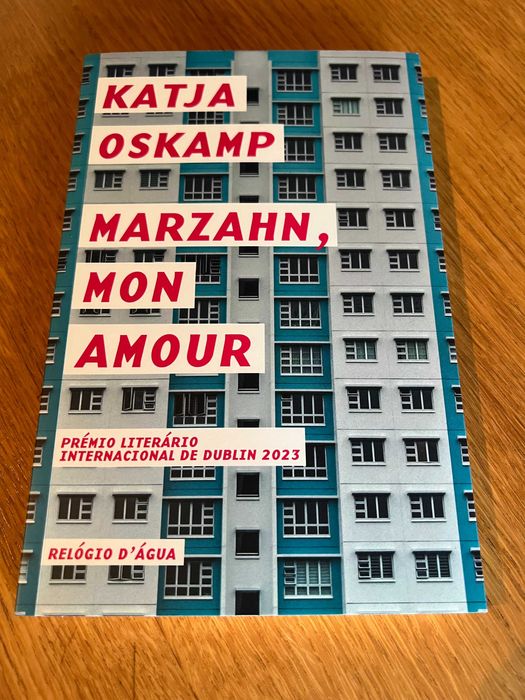 KATJA
OSKAMP
MARZAHN,
MON
AMOUR
PRÉMIO LITERÁRIO
INTERNACIONAL DE DUBLIN 2023
RELÓGIO D'ÁGUA